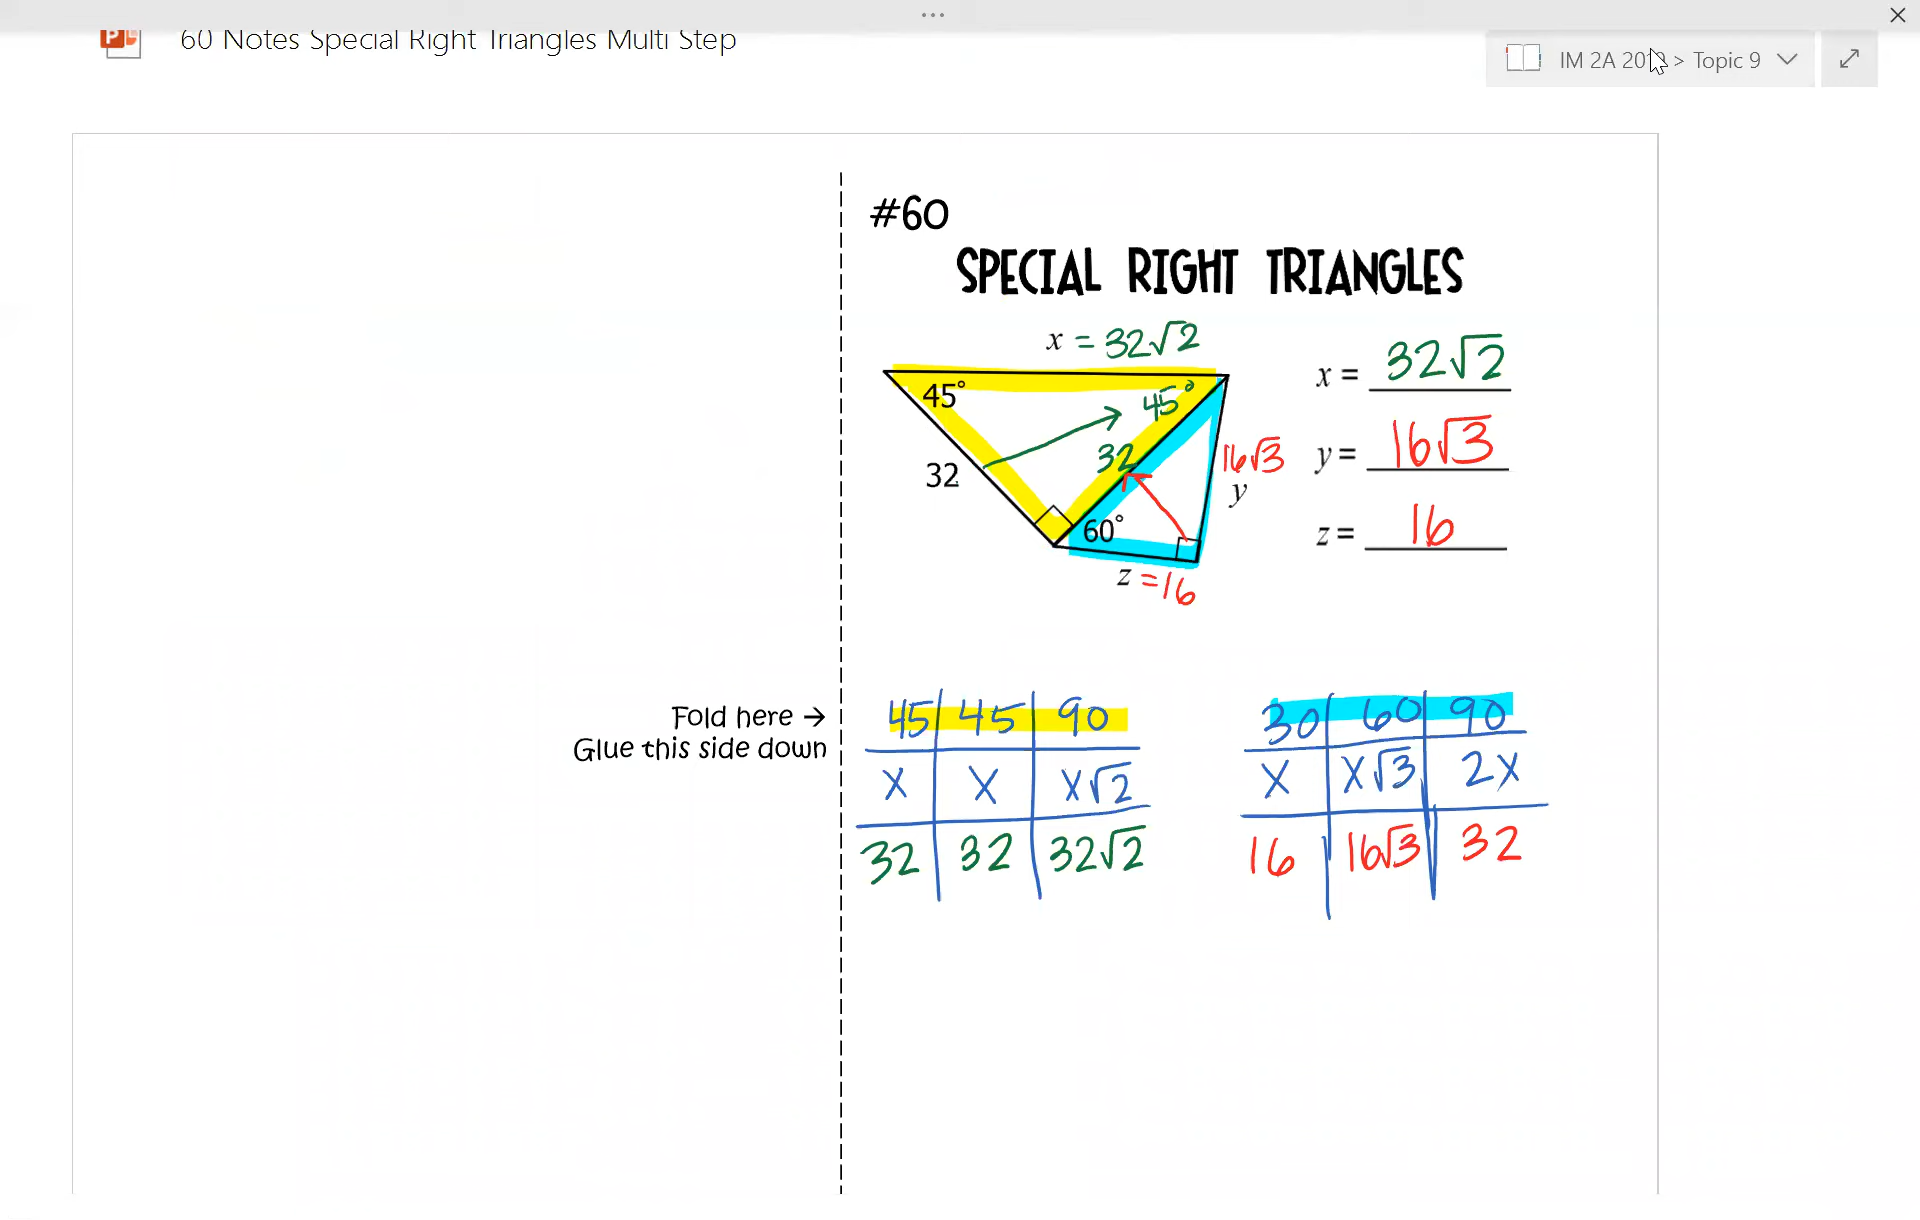 ...
60 Notes Special Right Triangles Multi Step
IM 2A 20 > Topic 9
#60
SPECIAL RIGHT TRIANGLES
x = 32√2
45°
45°
32
32
60°
16√3
y
z = 16
x = 32√2
y = 16√3
z = 16
Fold here →
Glue this side down
45 45 90
x x x√2
32 32 32√2
30 60 90
x x√3 2x
16 16√3 32